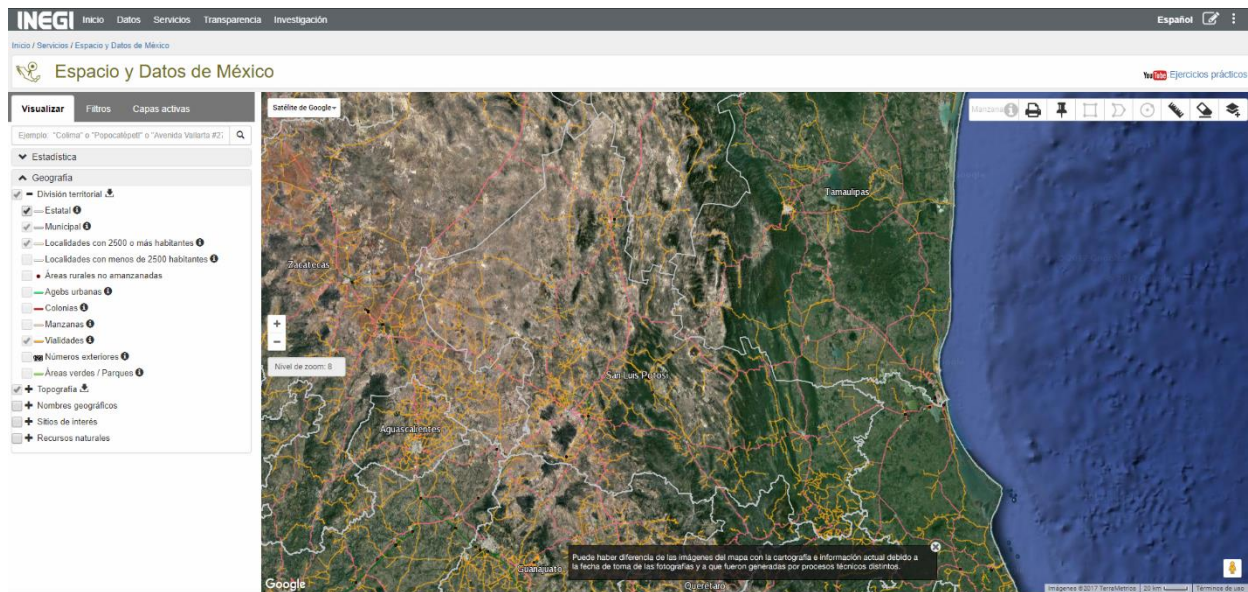 INEGI Inicio Datos Servicios Transparencia Investigación Español
Inicio / Servicios / Espacio y Datos de México
Espacio y Datos de México
YouTube Ejercicios prácticos
Visualizar Filtros Capas activas
Ejemplo: "Colima" o "Popocatépetl" o "Avenida Vallarta #27
Estadística
Geografía
División territorial
Estatal
Municipal
Localidades con 2500 o más habitantes
Localidades con menos de 2500 habitantes
Áreas rurales no amanzanadas
Agebs urbanas
Colonias
Manzanas
Vialidades
Números exteriores
Áreas verdes / Parques
Topografía
Nombres geográficos
Sitios de interés
Recursos naturales
Satélite de Google
Manzana
Tamaulipas
Zacatecas
+
−
Nivel de zoom: 8
San Luis Potosí
Aguascalientes
Guanajuato
Querétaro
Puede haber diferencia de las imágenes del mapa con la cartografía e información actual debido a
la fecha de toma de las fotografías y a que fueron generadas por procesos técnicos distintos.
Google
Imágenes ©2017 TerraMetrics 20 km Términos de uso